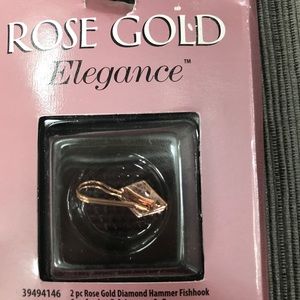 ROSE GOLD
Elegance™
39494146 2 pc Rose Gold Diamond Hammer Fishhook